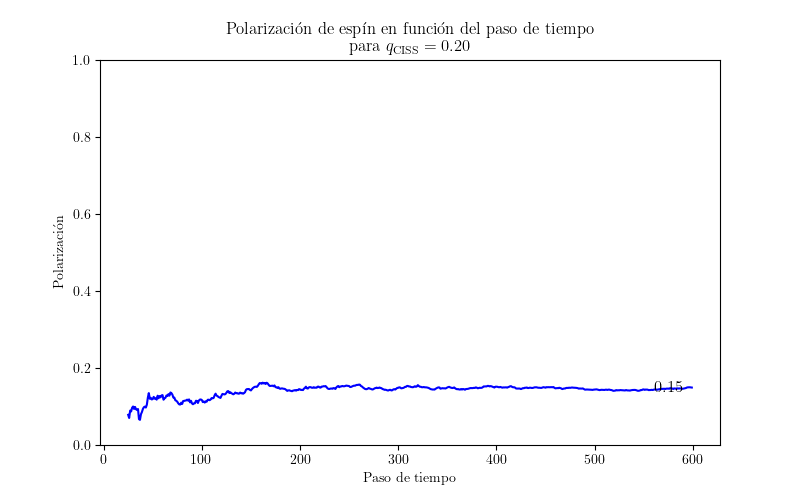 Polarización de espín en función del paso de tiempo
para q_CISS = 0.20
1.0
0.8
0.6
0.4
0.2
0.0
Polarización
0.15
0 100 200 300 400 500 600
Paso de tiempo